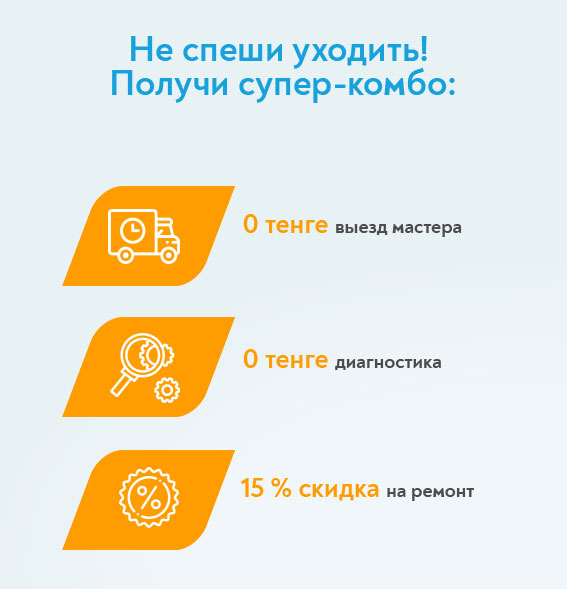 Не спеши уходить!
Получи супер-комбо:
0 тенге выезд мастера
0 тенге диагностика
15 % скидка на ремонт